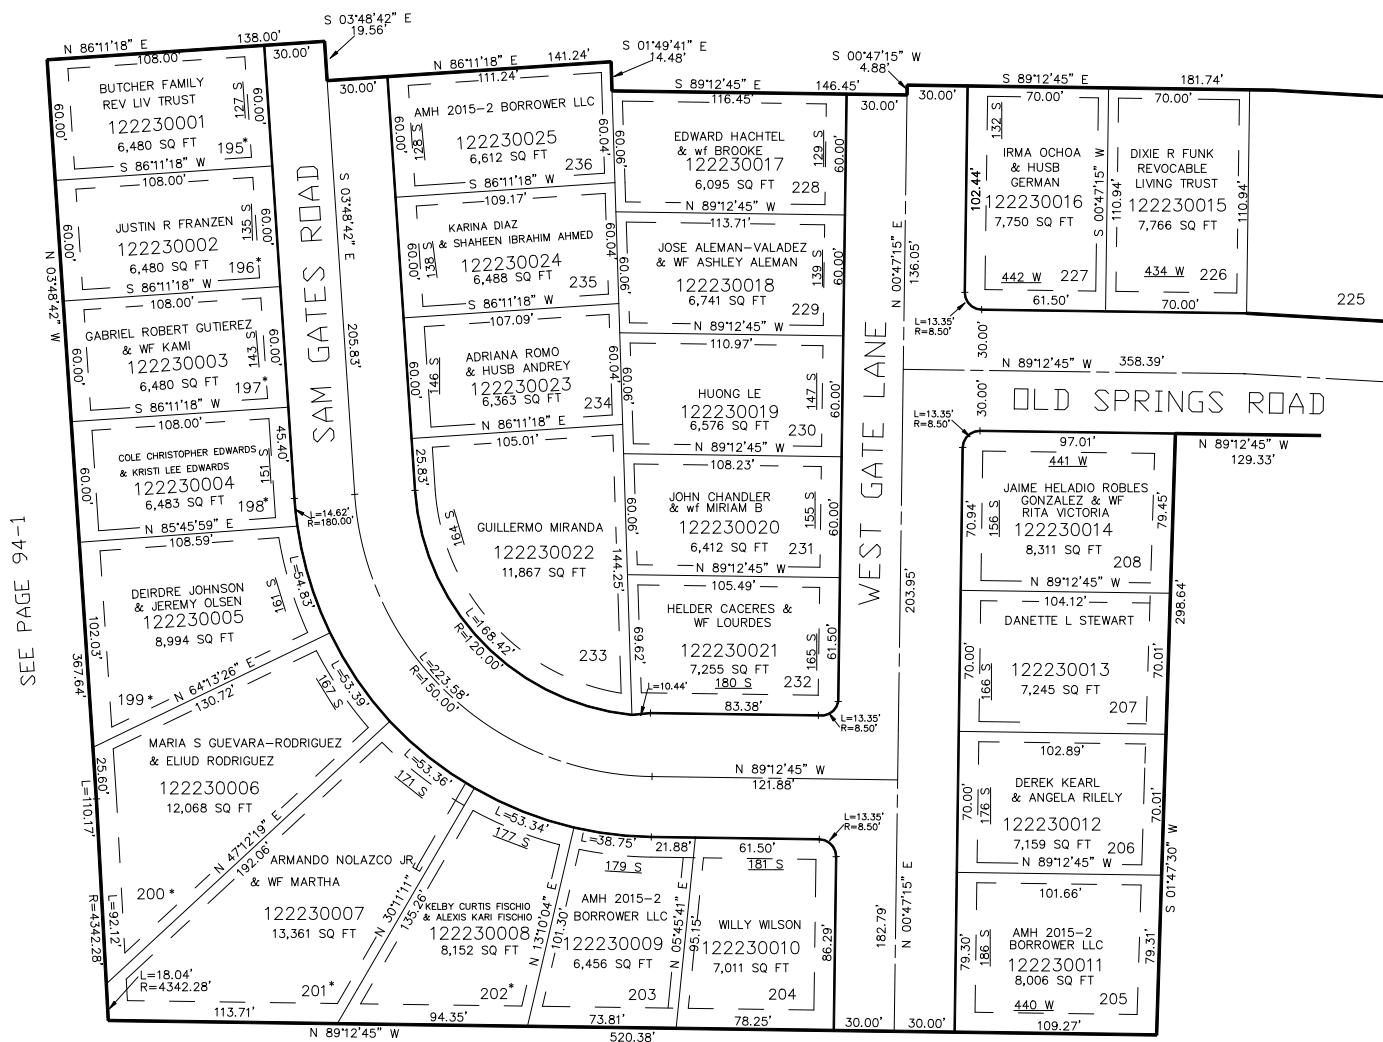 N 86°11'18" E
138.00'
108.00'
30.00'
S 03°48'42" E
19.56'
BUTCHER FAMILY
REV LIV TRUST
122230001
6,480 SQ FT
127 S
60.00'
60.00'
195*
S 86°11'18" W
108.00'
JUSTIN R FRANZEN
122230002
6,480 SQ FT
135 S
60.00'
60.00'
196*
S 86°11'18" W
108.00'
N 03°48'42" W
GABRIEL ROBERT GUTIEREZ
& WF KAMI
122230003
6,480 SQ FT
143 S
60.00'
60.00'
197*
S 86°11'18" W
108.00'
COLE CHRISTOPHER EDWARDS
& KRISTI LEE EDWARDS
122230004
6,483 SQ FT
151 S
45.40'
60.00'
198*
L=14.62'
R=180.00'
N 85°45'59" E
108.59'
DEIRDRE JOHNSON
& JEREMY OLSEN
122230005
8,994 SQ FT
161 S
L=54.83'
102.03'
367.64'
199*
N 64°13'26" E
130.72'
SEE PAGE 94-1
MARIA S GUEVARA-RODRIGUEZ
& ELIUD RODRIGUEZ
122230006
12,068 SQ FT
167 S
L=53.39'
25.60'
L=110.17'
L=92.12'
R=4342.28'
200*
N 47°12'19" E
192.06'
ARMANDO NOLAZCO JR.
& WF MARTHA
122230007
13,361 SQ FT
171 S
L=53.36'
L=18.04'
R=4342.28'
201*
113.71'
N 30°11'11" E
135.26'
KELBY CURTIS FISCHIO
& ALEXIS KARI FISCHIO
122230008
8,152 SQ FT
177 S
L=53.34'
202*
94.35'
N 13°10'04" E
101.30'
AMH 2015-2
BORROWER LLC
122230009
6,456 SQ FT
179 S
L=38.75'
21.88'
203
73.81'
N 05°45'41" E
95.15'
WILLY WILSON
122230010
7,011 SQ FT
181 S
61.50'
L=13.35'
R=8.50'
86.29'
204
78.25'
N 89°12'45" W
520.38'
30.00'
30.00'
SAM GATES ROAD
S 03°48'42" E
205.83'
L=223.58'
R=150.00'
N 89°12'45" W
121.88'
30.00'
N 86°11'18" E
141.24'
111.24'
S 01°49'41" E
14.48'
AMH 2015-2 BORROWER LLC
122230025
6,612 SQ FT
128 S
60.00'
60.04'
236
S 86°11'18" W
109.17'
KARINA DIAZ
& SHAHEEN IBRAHIM AHMED
122230024
6,488 SQ FT
138 S
60.00'
60.04'
235
S 86°11'18" W
107.09'
ADRIANA ROMO
& HUSB ANDREY
122230023
6,363 SQ FT
146 S
60.00'
60.04'
234
N 86°11'18" E
105.01'
GUILLERMO MIRANDA
122230022
11,867 SQ FT
164 S
25.83'
144.25'
L=168.42'
R=120.00'
233
S 89°12'45" E
146.45'
116.45'
30.00'
S 00°47'15" W
4.88'
EDWARD HACHTEL
& wf BROOKE
122230017
6,095 SQ FT
129 S
60.06'
60.00'
228
N 89°12'45" W
113.71'
JOSE ALEMAN-VALADEZ
& WF ASHLEY ALEMAN
122230018
6,741 SQ FT
139 S
60.06'
60.00'
229
N 89°12'45" W
110.97'
HUONG LE
122230019
6,576 SQ FT
147 S
60.06'
60.00'
230
N 89°12'45" W
108.23'
JOHN CHANDLER
& wf MIRIAM B
122230020
6,412 SQ FT
155 S
60.06'
60.00'
231
N 89°12'45" W
105.49'
HELDER CACERES &
WF LOURDES
122230021
7,255 SQ FT
180 S
165 S
69.62'
61.50'
232
L=10.44'
83.38'
L=13.35'
R=8.50'
WEST GATE LANE
N 00°47'15" E
136.05'
203.95'
N 00°47'15" E
182.79'
30.00'
S 89°12'45" E
181.74'
70.00'
132 S
IRMA OCHOA
& HUSB
GERMAN
122230016
7,750 SQ FT
102.44'
442 W
227
61.50'
S 00°47'15" W
110.94'
70.00'
DIXIE R FUNK
REVOCABLE
LIVING TRUST
122230015
7,766 SQ FT
110.94'
434 W
226
70.00'
225
L=13.35'
R=8.50'
30.00'
N 89°12'45" W
358.39'
OLD SPRINGS ROAD
30.00'
L=13.35'
R=8.50'
97.01'
N 89°12'45" W
129.33'
441 W
JAIME HELADIO ROBLES
GONZALEZ & WF
RITA VICTORIA
122230014
8,311 SQ FT
156 S
70.94'
79.45'
208
N 89°12'45" W
104.12'
DANETTE L STEWART
122230013
7,245 SQ FT
166 S
70.00'
70.01'
207
298.64'
102.89'
DEREK KEARL
& ANGELA RILELY
122230012
7,159 SQ FT
176 S
70.00'
70.01'
206
N 89°12'45" W
S 01°47'30" W
101.66'
AMH 2015-2
BORROWER LLC
122230011
8,006 SQ FT
186 S
79.30'
79.31'
440 W
205
109.27'